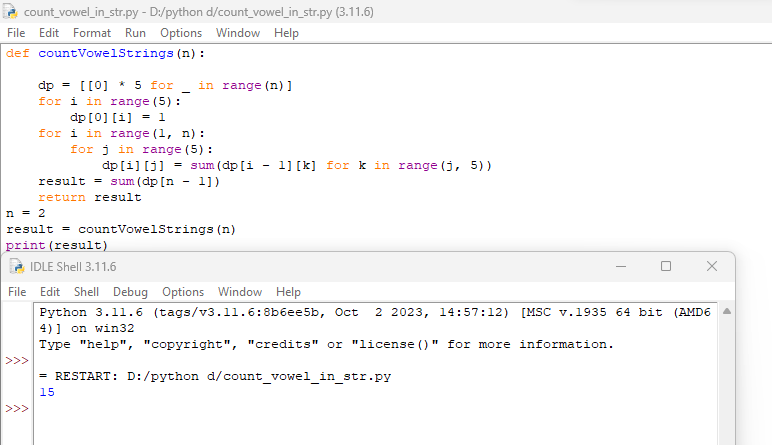 count_vowel_in_str.py - D:/python d/count_vowel_in_str.py (3.11.6)
File Edit Format Run Options Window Help
def countVowelStrings(n):
    dp = [[0] * 5 for _ in range(n)]
    for i in range(5):
        dp[0][i] = 1
    for i in range(1, n):
        for j in range(5):
            dp[i][j] = sum(dp[i - 1][k] for k in range(j, 5))
    result = sum(dp[n - 1])
    return result
n = 2
result = countVowelStrings(n)
print(result)
IDLE Shell 3.11.6
File Edit Shell Debug Options Window Help
Python 3.11.6 (tags/v3.11.6:8b6ee5b, Oct  2 2023, 14:57:12) [MSC v.1935 64 bit (AMD6
4)] on win32
Type "help", "copyright", "credits" or "license()" for more information.
>>>
= RESTART: D:/python d/count_vowel_in_str.py
15
>>>